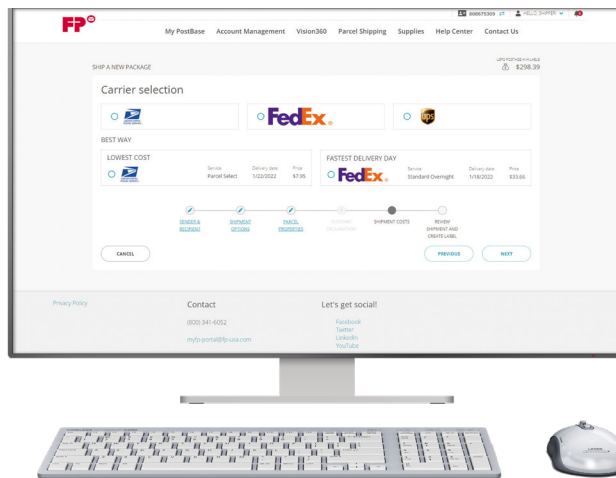 888675309
HELLO, SHIPPER
FP
My PostBase Account Management Vision360 Parcel Shipping Supplies Help Center Contact Us
SHIP A NEW PACKAGE
$298.39
Carrier selection
FedEx
ups
BEST WAY
LOWEST COST
Service Delivery date Price
Parcel Select 1/22/2022 $7.95
FASTEST DELIVERY DAY
FedEx
Service Delivery date Price
Standard Overnight 1/18/2022 $33.66
SENDER & RECIPIENT
SHIPMENT OPTIONS
PARCEL PROPERTIES
SHIPMENT COSTS
REVIEW SHIPMENT AND CREATE LABEL
CANCEL
PREVIOUS
NEXT
Privacy Policy
Contact
(800) 341-6052
myfp-portal@fp-usa.com
Let's get social!
Facebook
Twitter
LinkedIn
YouTube